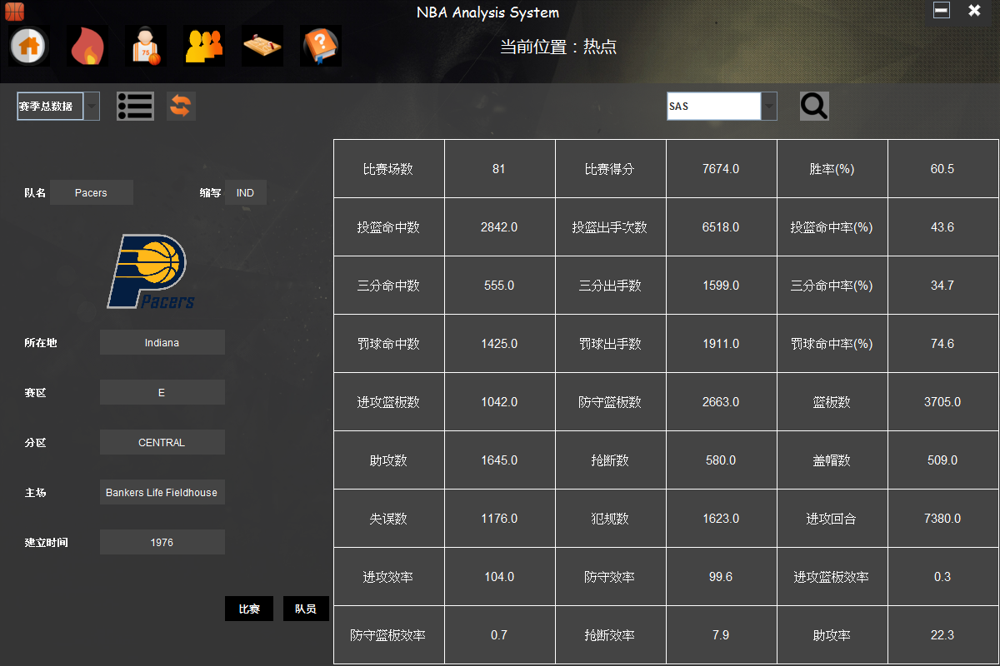 NBA Analysis System
当前位置：热点
75
赛季总数据
SAS
队名 Pacers 缩写 IND
Pacers
所在地 Indiana
赛区 E
分区 CENTRAL
主场 Bankers Life Fieldhouse
建立时间 1976
比赛 队员
比赛场数 81 比赛得分 7674.0 胜率(%) 60.5
投篮命中数 2842.0 投篮出手次数 6518.0 投篮命中率(%) 43.6
三分命中数 555.0 三分出手数 1599.0 三分命中率(%) 34.7
罚球命中数 1425.0 罚球出手数 1911.0 罚球命中率(%) 74.6
进攻篮板数 1042.0 防守篮板数 2663.0 篮板数 3705.0
助攻数 1645.0 抢断数 580.0 盖帽数 509.0
失误数 1176.0 犯规数 1623.0 进攻回合 7380.0
进攻效率 104.0 防守效率 99.6 进攻篮板效率 0.3
防守篮板效率 0.7 抢断效率 7.9 助攻率 22.3